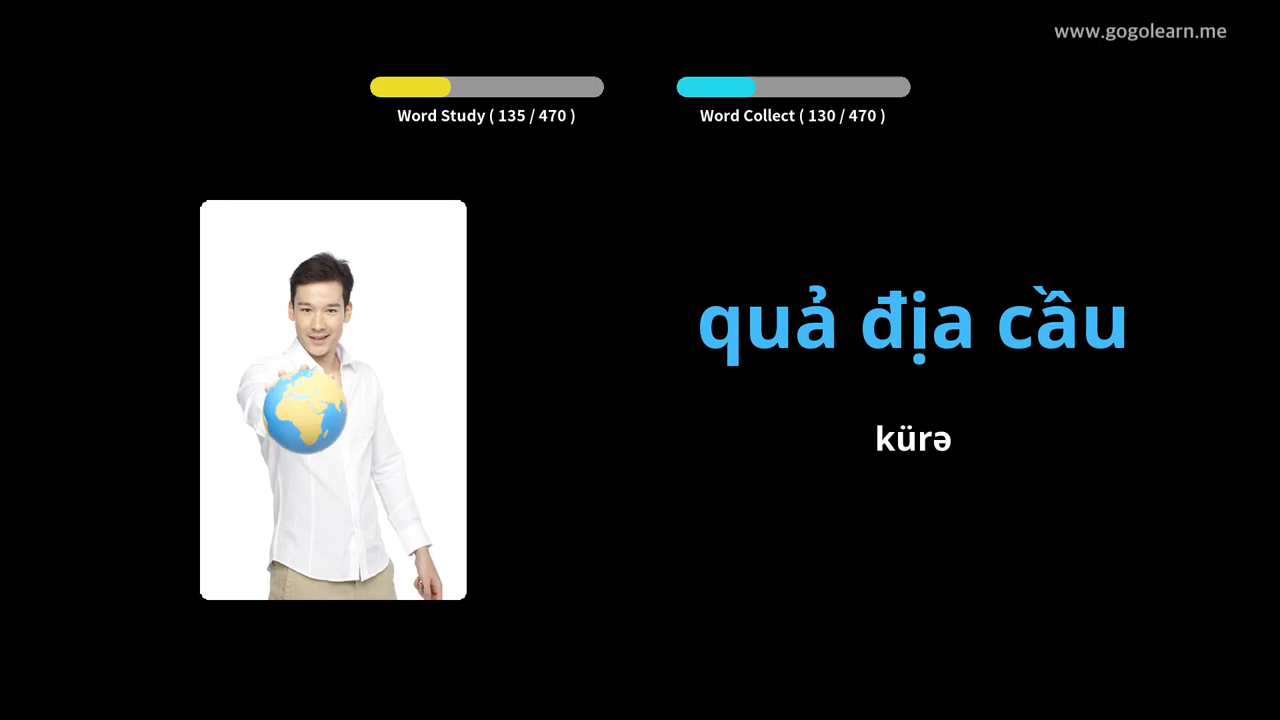 www.gogolearn.me
Word Study ( 135 / 470 )
Word Collect ( 130 / 470 )
quả địa cầu
kürə